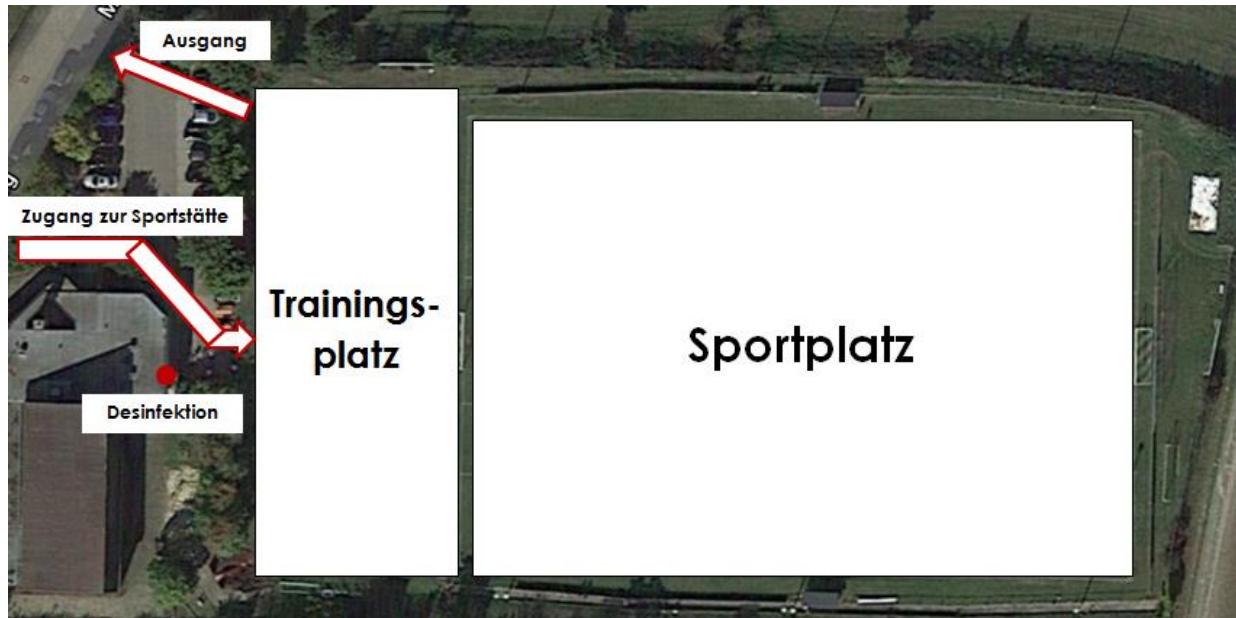 Ausgang
Zugang zur Sportstätte
Trainings-
platz
Sportplatz
Desinfektion